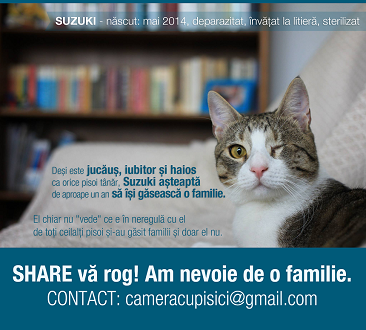 SUZUKI - născut: mai 2014, deparazitat, învățat la litieră, sterilizat
Deși este jucăuș, iubitor și haios
ca orice pisoi tânăr, Suzuki așteaptă
de aproape un an să își găsească o familie.
El chiar nu "vede" ce e în neregulă cu el
de toți ceilalți pisoi și-au găsit familii și doar el nu.
SHARE vă rog! Am nevoie de o familie.
CONTACT: cameracupisici@gmail.com